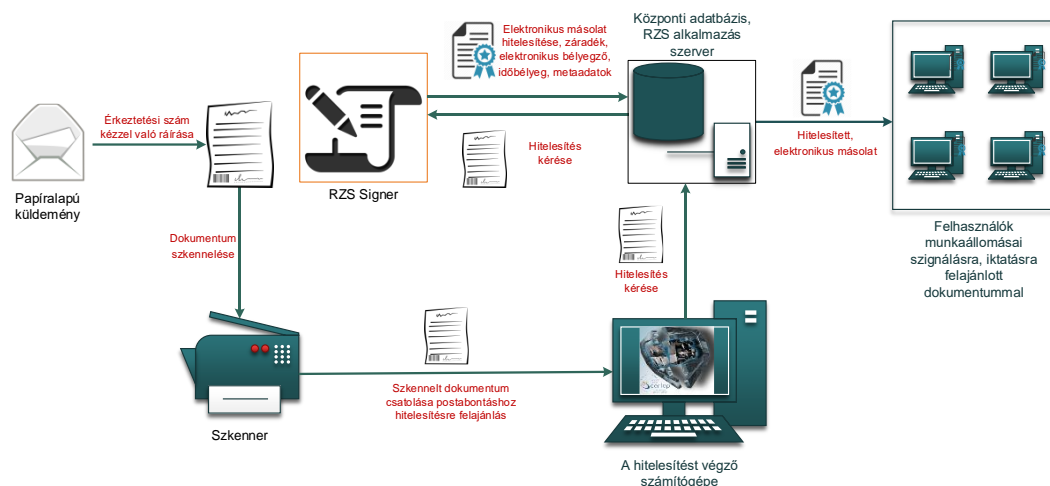 Elektronikus másolat
hitelesítése, záradék,
elektronikus bélyegző,
időbélyeg, metaadatok
Központi adatbázis,
RZS alkalmazás
szerver
Érkeztetési szám
kézzel való ráírása
Hitelesítés
kérése
Hitelesített,
elektronikus másolat
Papíralapú
küldemény
RZS Signer
Felhasználók
munkaállomásai
szignálásra, iktatásra
felajánlott
dokumentummal
Dokumentum
szkennelése
Hitelesítés
kérése
Szkennelt dokumentum
csatolása postabontáshoz
hitelesítésre felajánlás
Szkenner
A hitelesítést végző
számítógépe